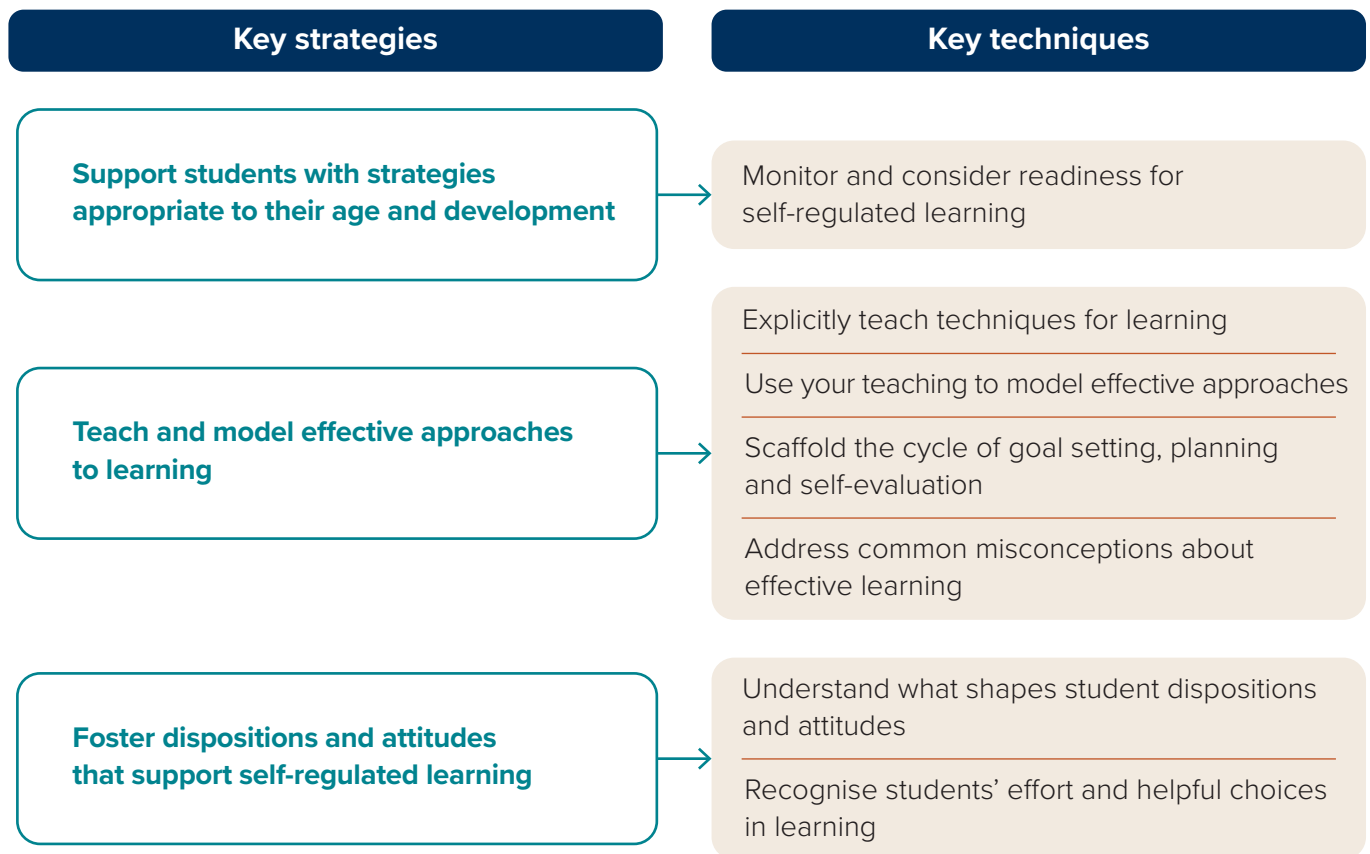 Key strategies
Key techniques
Support students with strategies
appropriate to their age and development
Monitor and consider readiness for
self-regulated learning
Teach and model effective approaches
to learning
Explicitly teach techniques for learning
Use your teaching to model effective approaches
Scaffold the cycle of goal setting, planning
and self-evaluation
Address common misconceptions about
effective learning
Foster dispositions and attitudes
that support self-regulated learning
Understand what shapes student dispositions
and attitudes
Recognise students’ effort and helpful choices
in learning